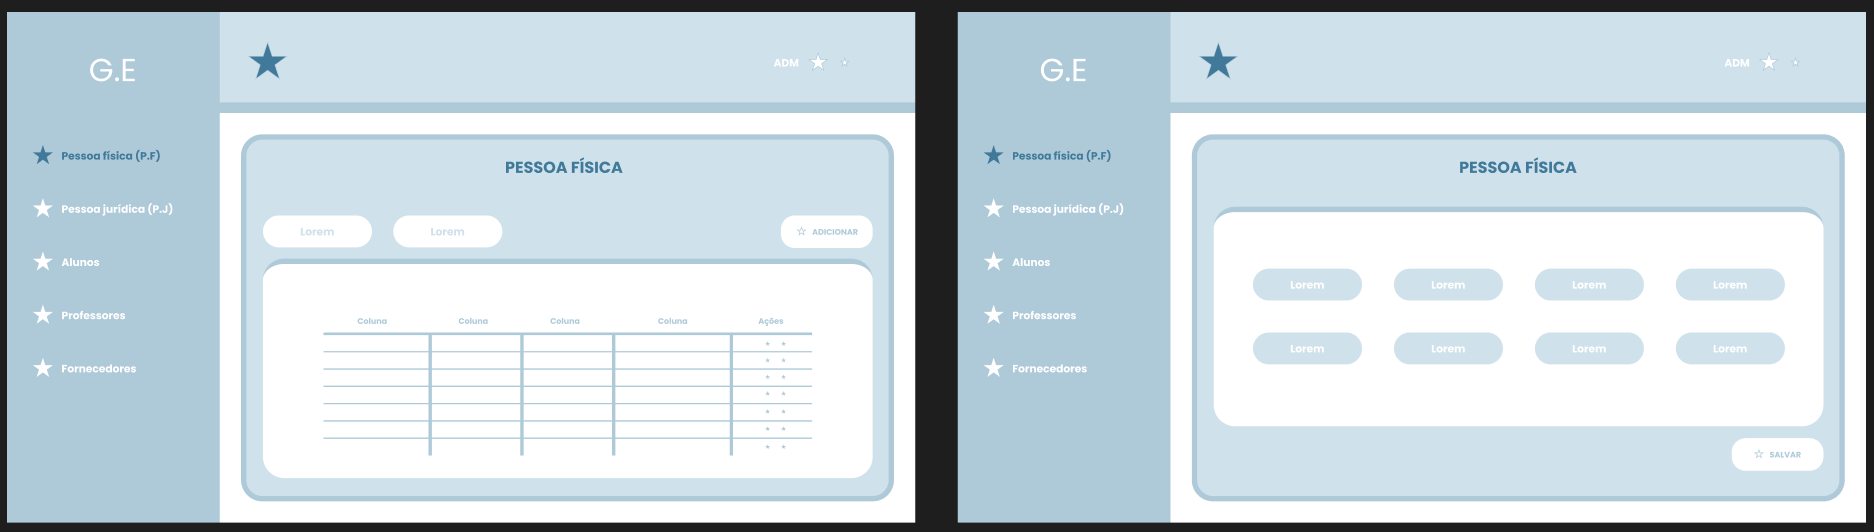 G.E
ADM
Pessoa física (P.F)
Pessoa jurídica (P.J)
Alunos
Professores
Fornecedores
PESSOA FÍSICA
Lorem Lorem ADICIONAR
Coluna Coluna Coluna Coluna Ações
G.E
ADM
Pessoa física (P.F)
Pessoa jurídica (P.J)
Alunos
Professores
Fornecedores
PESSOA FÍSICA
Lorem Lorem Lorem Lorem
Lorem Lorem Lorem Lorem
SALVAR